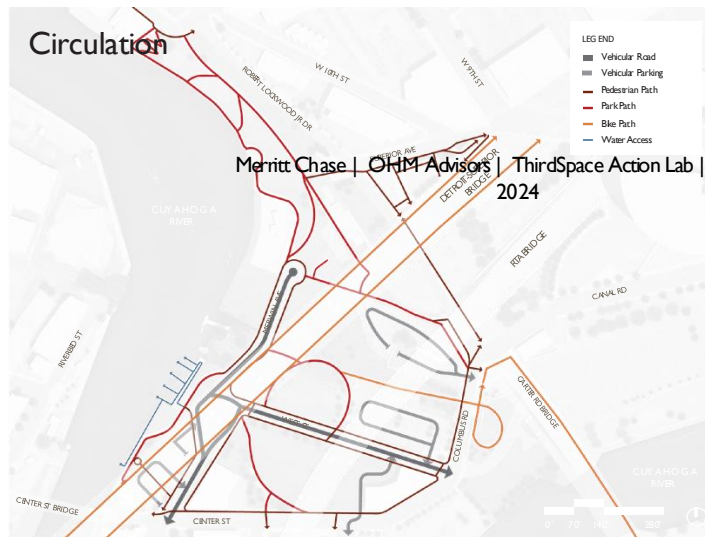 Circulation
LEGEND
Vehicular Road
Vehicular Parking
Pedestrian Path
Park Path
Bike Path
Water Access
W 10TH ST
W 9TH ST
ROBERT LOCKWOOD JR DR
SUPERIOR AVE
Merritt Chase | OHM Advisors | ThirdSpace Action Lab |
2024
DETROIT-SUPERIOR
BRIDGE
CUYAHOGA
RIVER
RTA BRIDGE
CANAL RD
MERWIN AVE
RIVERBED ST
CARTER RD BRIDGE
COLUMBUS RD
CUYAHOGA
RIVER
CENTER ST BRIDGE
CENTER ST
0' 70' 140' 280'